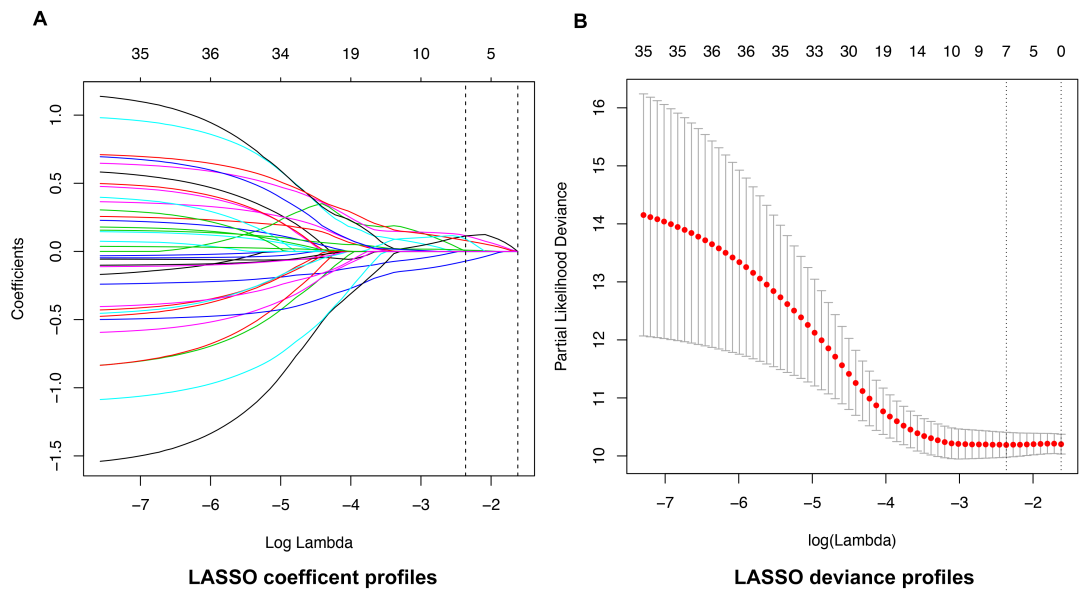 A
35 36 34 19 10 5
Coefficients
1.0
0.5
0.0
−0.5
−1.0
−1.5
−7 −6 −5 −4 −3 −2
Log Lambda
LASSO coefficent profiles
B
35 35 36 36 35 33 30 19 14 10 9 7 5 0
Partial Likelihood Deviance
16
15
14
13
12
11
10
−7 −6 −5 −4 −3 −2
log(Lambda)
LASSO deviance profiles